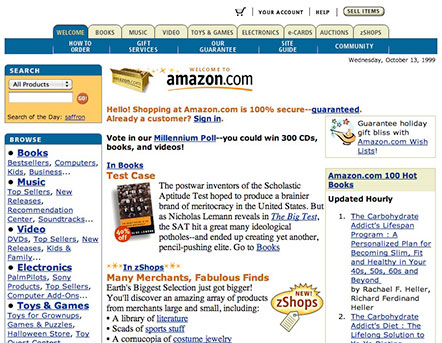 YOUR ACCOUNT | HELP | SELL ITEMS
WELCOME BOOKS MUSIC VIDEO TOYS & GAMES ELECTRONICS e-CARDS AUCTIONS zSHOPS
HOW TO ORDER GIFT SERVICES OUR GUARANTEE SITE GUIDE COMMUNITY
Wednesday, October 13, 1999
SEARCH
All Products
GO!
Search of the Day: saffron
BROWSE
• Books
Bestsellers, Computers,
Kids, Business...
• Music
Top Sellers, New
Releases,
Recommendation
Center, Soundtracks...
• Video
DVDs, Top Sellers, New
Releases, Kids &
Family...
• Electronics
PalmPilots, Sony
Products, Top Sellers,
Computer Add-Ons...
• Toys & Games
Toys for Grownups,
Games & Puzzles,
Halloween Store, Toy
Quest Contest
WELCOME TO
amazon.com
Hello! Shopping at Amazon.com is 100% secure--guaranteed.
Already a customer? Sign in.
Vote in our Millennium Poll--you could win 300 CDs,
books, and videos!
In Books
Test Case
40% off
The postwar inventors of the Scholastic
Aptitude Test hoped to produce a brainier
brand of meritocracy in the United States. But
as Nicholas Lemann reveals in The Big Test,
the SAT hit a great many ideological
potholes--and ended up creating yet another,
pencil-pushing elite. Go to Books
In zShops
Many Merchants, Fabulous Finds
Earth's Biggest Selection just got bigger!
You'll discover an amazing array of products
from merchants large and small, including:
• A library of literature
• Scads of sports stuff
• A cornucopia of costume jewelry
NEW!
zShops
Guarantee holiday
gift bliss with
Amazon.com Wish
Lists!
Amazon.com 100 Hot
Books
Updated Hourly
1. The Carbohydrate
Addict's Lifespan
Program : A
Personalized Plan for
Becoming Slim, Fit
and Healthy in Your
40s, 50s, 60s and
Beyond
by Rachael F. Heller,
Richard Ferdinand
Heller
2. The Carbohydrate
Addict's Diet : The
Lifelong Solution to